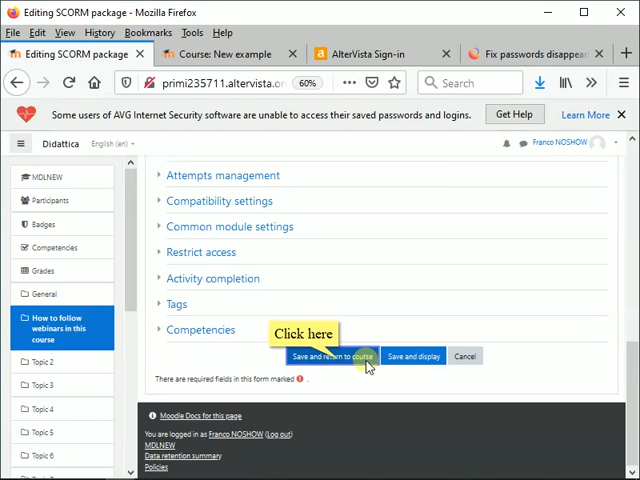 Editing SCORM package - Mozilla Firefox
File Edit View History Bookmarks Tools Help
Editing SCORM package
Course: New example
AlterVista Sign-in
Fix passwords disappear
primi235711.altervista.or
60%
Search
Some users of AVG Internet Security software are unable to access their saved passwords and logins.
Get Help
Learn More
Didattica
English (en)
Franco NOSHOW
MDLNEW
Participants
Badges
Competencies
Grades
General
How to follow
webinars in this
course
Topic 2
Topic 3
Topic 4
Topic 5
Topic 6
Attempts management
Compatibility settings
Common module settings
Restrict access
Activity completion
Tags
Competencies
Click here
Save and return to course
Save and display
Cancel
There are required fields in this form marked .
Moodle Docs for this page
You are logged in as Franco NOSHOW (Log out)
MDLNEW
Data retention summary
Policies